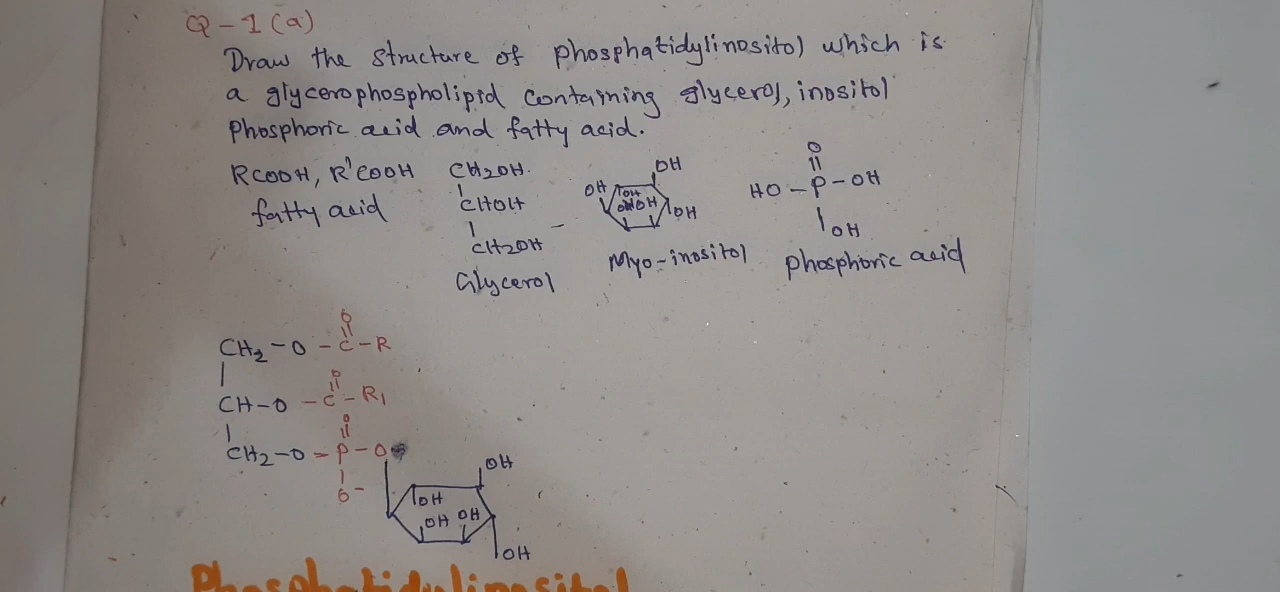 Q-1(a)
Draw the structure of phosphatidylinositol which is
a glycerophospholipid containing glycerol, inositol
phosphoric acid and fatty acid.
RCOOH, R'COOH
fatty acid
CH2OH.
CHOH
CH2OH
Glycerol
OH
OH
OH
OH
OH
OH
Myo-inositol
O
HO-P-OH
OH
phosphoric acid
O
CH2-O-C-R
O
CH-O-C-R1
O
CH2-O-P-O
O-
OH
OH
OH OH
OH
Phosphatidylinositol